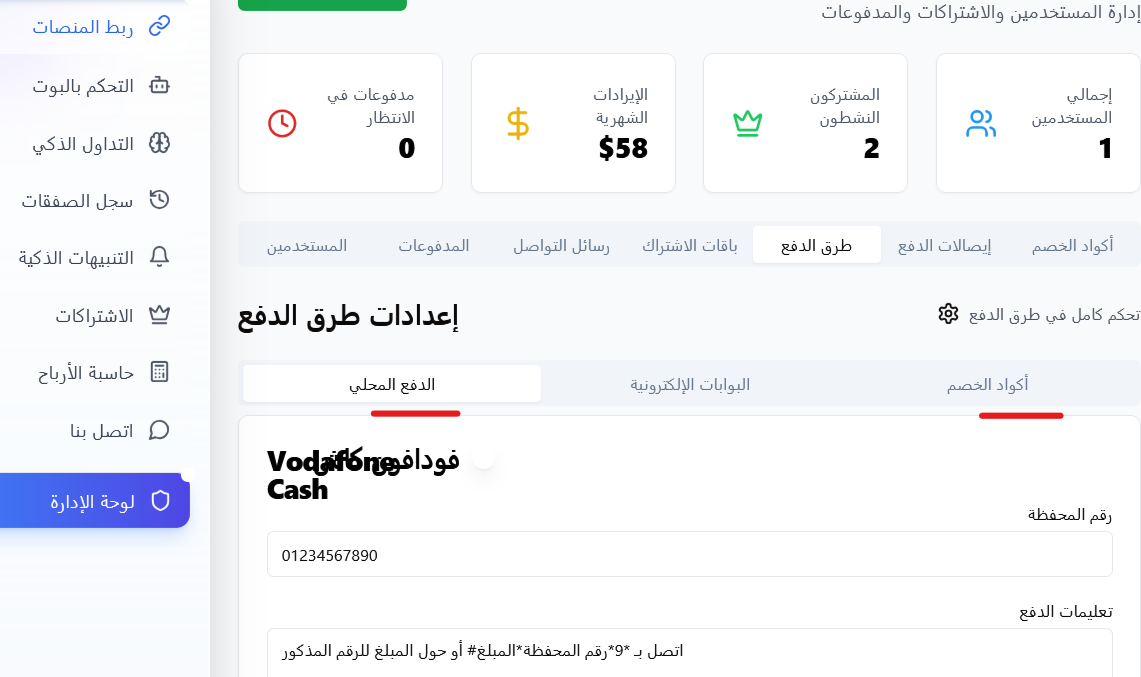 إدارة المستخدمين والاشتراكات والمدفوعات
ربط المنصات
التحكم بالبوت
التداول الذكي
سجل الصفقات
التنبيهات الذكية
الاشتراكات
حاسبة الأرباح
اتصل بنا
لوحة الإدارة
إجمالي
المستخدمين
1
المشتركون
النشطون
2
الإيرادات
الشهرية
$58
مدفوعات في
الانتظار
0
أكواد الخصم
إيصالات الدفع
طرق الدفع
باقات الاشتراك
رسائل التواصل
المدفوعات
المستخدمين
تحكم كامل في طرق الدفع
إعدادات طرق الدفع
أكواد الخصم
البوابات الإلكترونية
الدفع المحلي
فودافون كاش
Vodafone
Cash
رقم المحفظة
01234567890
تعليمات الدفع
اتصل بـ *9*رقم المحفظة*المبلغ# أو حول المبلغ للرقم المذكور